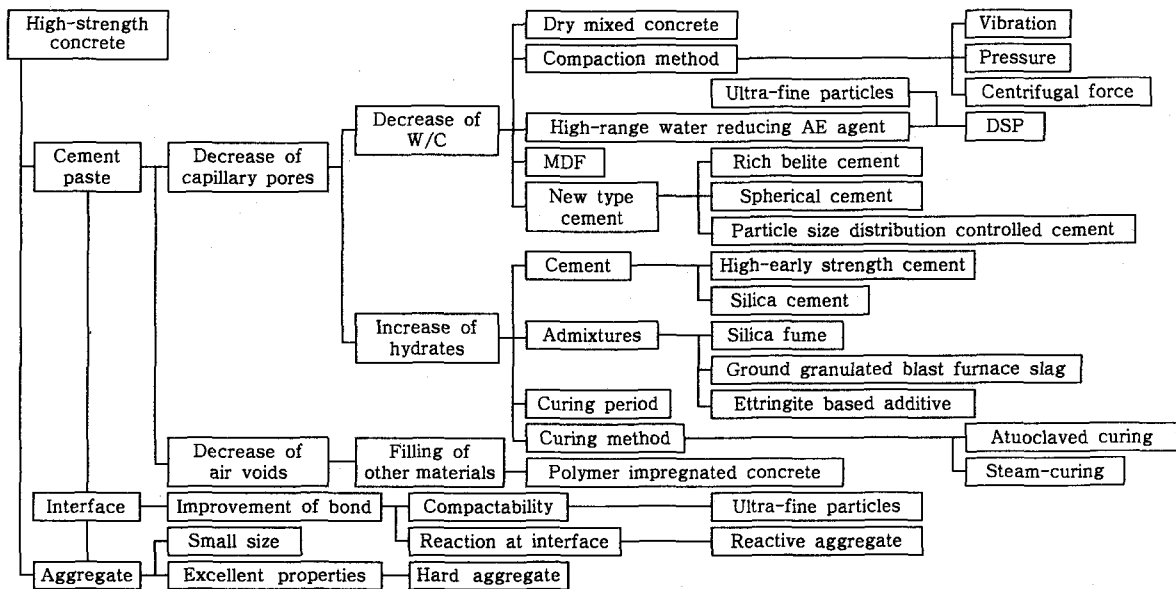 High-strength
concrete
Dry mixed concrete
Vibration
Compaction method
Pressure
Ultra-fine particles
Centrifugal force
Decrease of
W/C
High-range water reducing AE agent
DSP
Cement
paste
Decrease of
capillary pores
MDF
Rich belite cement
New type
cement
Spherical cement
Particle size distribution controlled cement
Cement
High-early strength cement
Silica cement
Increase of
hydrates
Admixtures
Silica fume
Ground granulated blast furnace slag
Ettringite based additive
Curing period
Curing method
Atuoclaved curing
Steam-curing
Decrease of
air voids
Filling of
other materials
Polymer impregnated concrete
Interface
Improvement of bond
Compactability
Ultra-fine particles
Reaction at interface
Reactive aggregate
Small size
Aggregate
Excellent properties
Hard aggregate